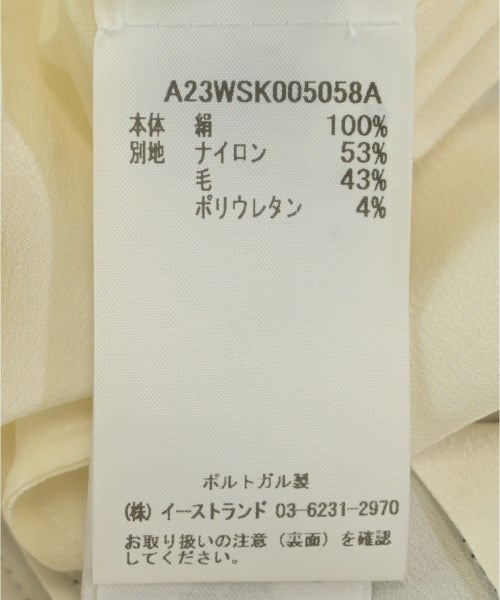 A23WSK005058A
本体 絹 100%
別地 ナイロン 53%
毛 43%
ポリウレタン 4%
ポルトガル製
(株) イーストランド 03-6231-2970
お取り扱いの注意 (裏面) を確認
してください。